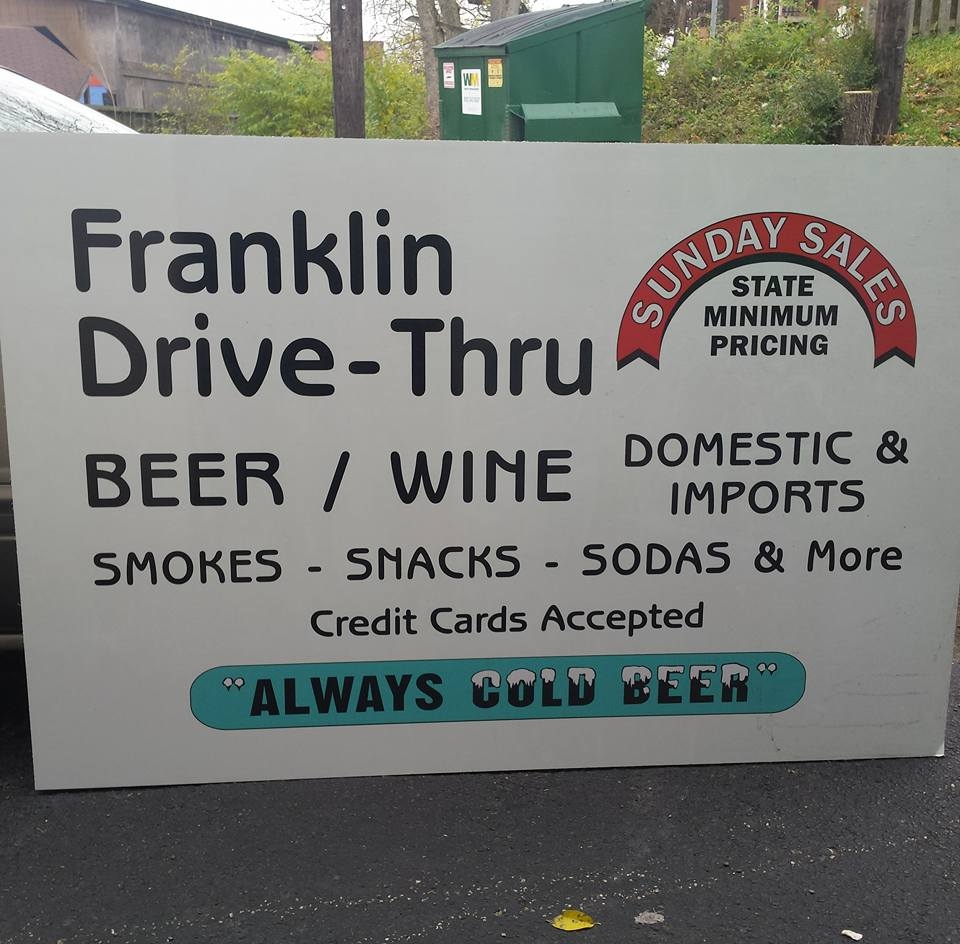 WM
Franklin
Drive-Thru
SUNDAY SALES
STATE
MINIMUM
PRICING
BEER / WINE
DOMESTIC &
IMPORTS
SMOKES - SNACKS - SODAS & More
Credit Cards Accepted
"ALWAYS COLD BEER"